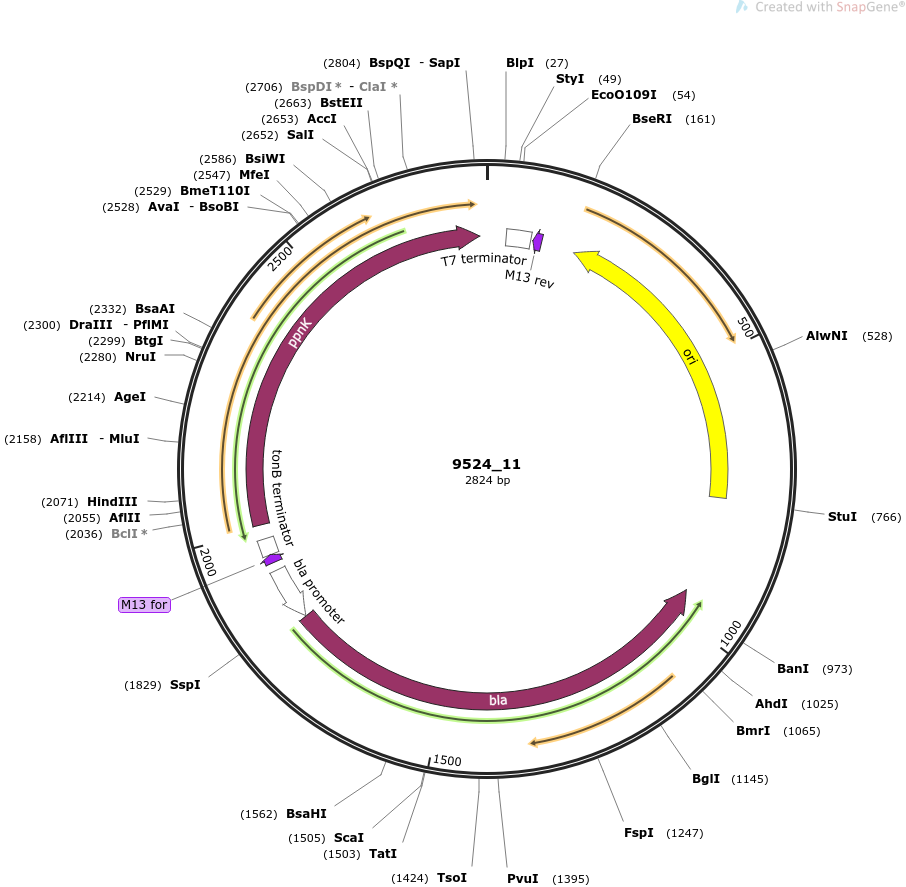 Created with SnapGene®
(2804) BspQI - SapI
BlpI (27)
StyI (49)
EcoO109I (54)
BseRI (161)
(2706) BspDI * - ClaI *
(2663) BstEII
(2653) AccI
(2652) SalI
(2586) BsiWI
(2547) MfeI
(2529) BmeT110I
(2528) AvaI - BsoBI
2500
T7 terminator
M13 rev
ppnK
500
ori
AlwNI (528)
(2332) BsaAI
(2300) DraIII - PflMI
(2299) BtgI
(2280) NruI
(2214) AgeI
(2158) AflIII - MluI
tonB terminator
9524_11
2824 bp
(2071) HindIII
(2055) AflII
(2036) BclI *
StuI (766)
2000
bla promoter
M13 for
1000
(1829) SspI
bla
BanI (973)
AhdI (1025)
BmrI (1065)
1500
BglI (1145)
(1562) BsaHI
FspI (1247)
(1505) ScaI
(1503) TatI
(1424) TsoI
PvuI (1395)